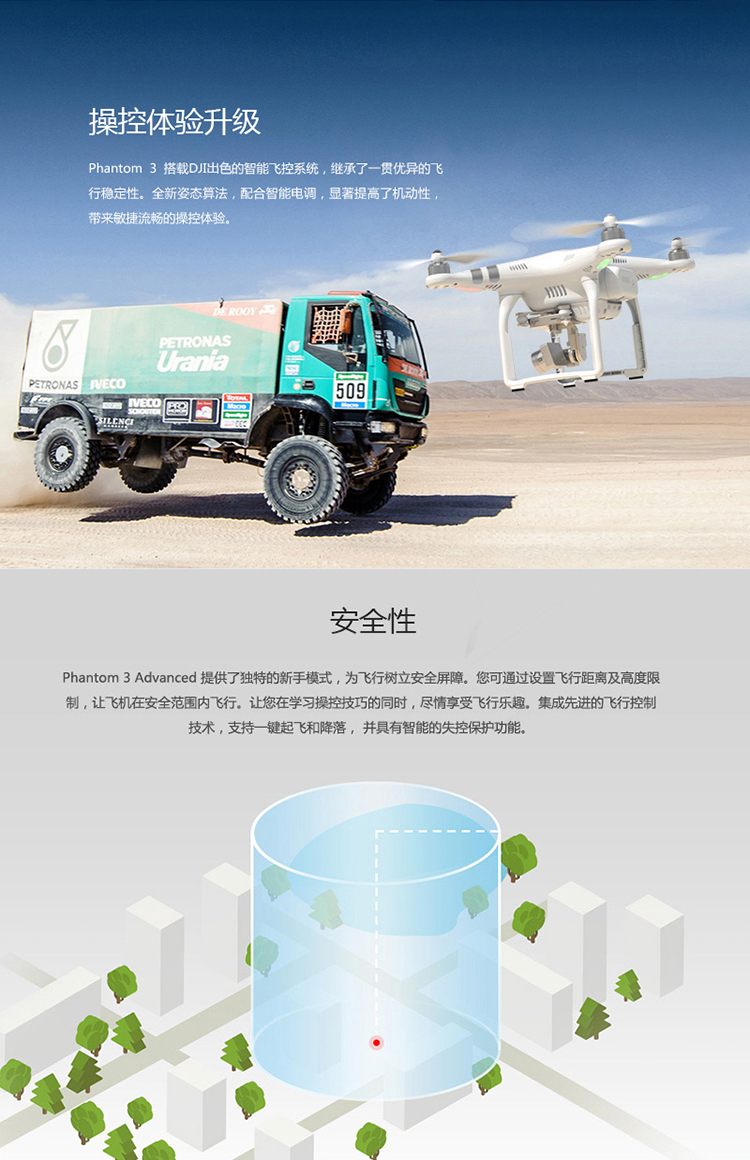 操控体验升级
Phantom 3 搭载DJI出色的智能飞控系统，继承了一贯优异的飞
行稳定性。全新姿态算法，配合智能电调，显著提高了机动性，
带来敏捷流畅的操控体验。
DE ROOY
PETRONAS
Urania
PETRONAS
IVECO
509
IVECO
SCHOUTEN
TOTAL
SILENCI
CGC
安全性
Phantom 3 Advanced 提供了独特的新手模式，为飞行树立安全屏障。您可通过设置飞行距离及高度限
制，让飞机在安全范围内飞行。让您在学习操控技巧的同时，尽情享受飞行乐趣。集成先进的飞行控制
技术，支持一键起飞和降落， 并具有智能的失控保护功能。